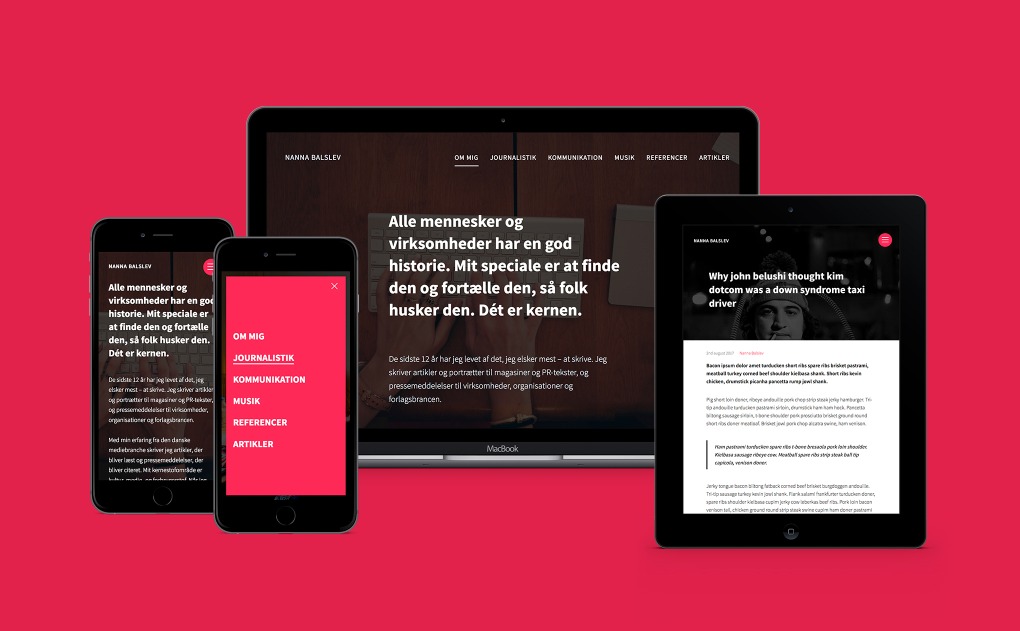 NANNA BALSLEV
OM MIG
JOURNALISTIK
KOMMUNIKATION
MUSIK
REFERENCER
ARTIKLER
Alle mennesker og
virksomheder har en god
historie. Mit speciale er at finde
den og fortælle den, så folk
husker den. Dét er kernen.
De sidste 12 år har jeg levet af det, jeg elsker mest – at skrive. Jeg
skriver artikler og portrætter til magasiner og PR-tekster, og
pressemeddelelser til virksomheder, organisationer og
forlagsbrancen.
MacBook
NANNA BALSLEV
Alle mennesker og
virksomheder har en god
historie. Mit speciale er
at finde den og fortælle
den, så folk husker den.
Dét er kernen.
De sidste 12 år har jeg levet af det, jeg
elsker mest – at skrive. Jeg skriver artikler
og portrætter til magasiner og PR-tekster,
og pressemeddelelser til virksomheder,
organisationer og forlagsbrancen.
Med min erfaring fra den danske
mediebranche skriver jeg artikler, der
bliver læst og pressemeddelelser, der
bliver citeret. Mit kernestofområde er
OM MIG
JOURNALISTIK
KOMMUNIKATION
MUSIK
REFERENCER
ARTIKLER
NANNA BALSLEV
Why john belushi thought kim
dotcom was a down syndrome taxi
driver
2nd august 2017 Nanna Balslev
Bacon ipsum dolor amet turducken short ribs spare ribs brisket pastrami,
meatball turkey corned beef shoulder kielbasa shank. Short ribs kevin
chicken, drumstick picanha pancetta rump jowl shank.
Pig short loin doner, ribeye andouille pork chop strip steak jerky hamburger. Tri-
tip andouille turducken pastrami sirloin, drumstick ham ham hock. Pancetta
biltong sausage sirloin, t-bone shoulder pork prosciutto brisket ground round
short ribs doner meatloaf. Brisket jowl pork chop alcatra swine, ham venison.
Ham pastrami turducken spare ribs t-bone bresaola pork loin shoulder.
Kielbasa sausage ribeye cow. Meatball spare ribs strip steak ball tip
capicola, venison doner.
Jerky tongue bacon biltong fatback corned beef brisket burgdoggen andouille.
Tri-tip sausage turkey kevin jowl shank. Flank salami frankfurter turducken doner,
spare ribs shoulder kielbasa cupim jerky cow leberkas beef ribs. Pork loin bacon
venison tail, chicken ground round strip steak swine cupim ham doner pastrami